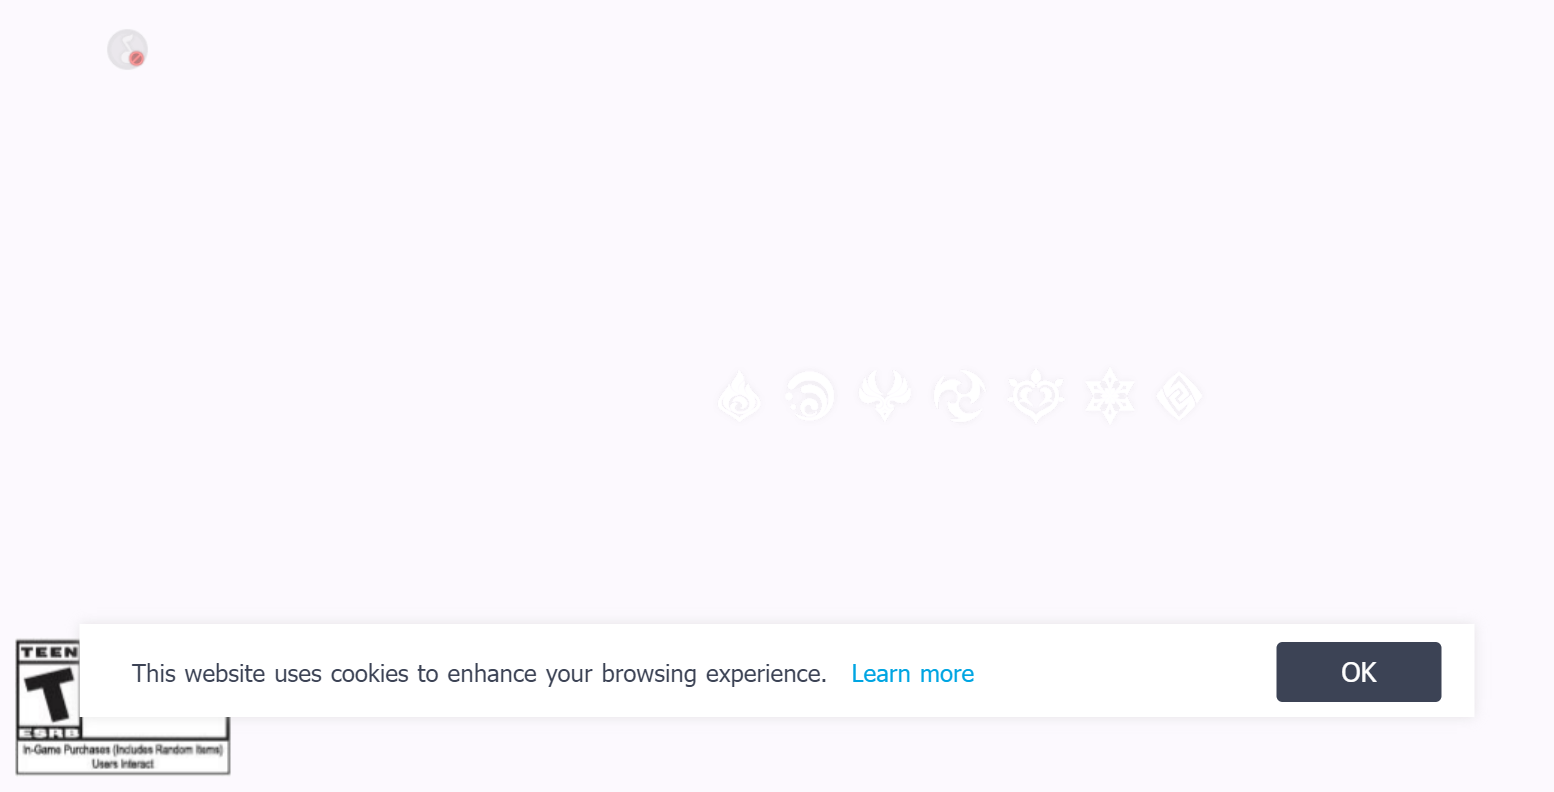 TEEN
T
ESRB
This website uses cookies to enhance your browsing experience. Learn more
OK
In-Game Purchases (Includes Random Items)
Users Interact